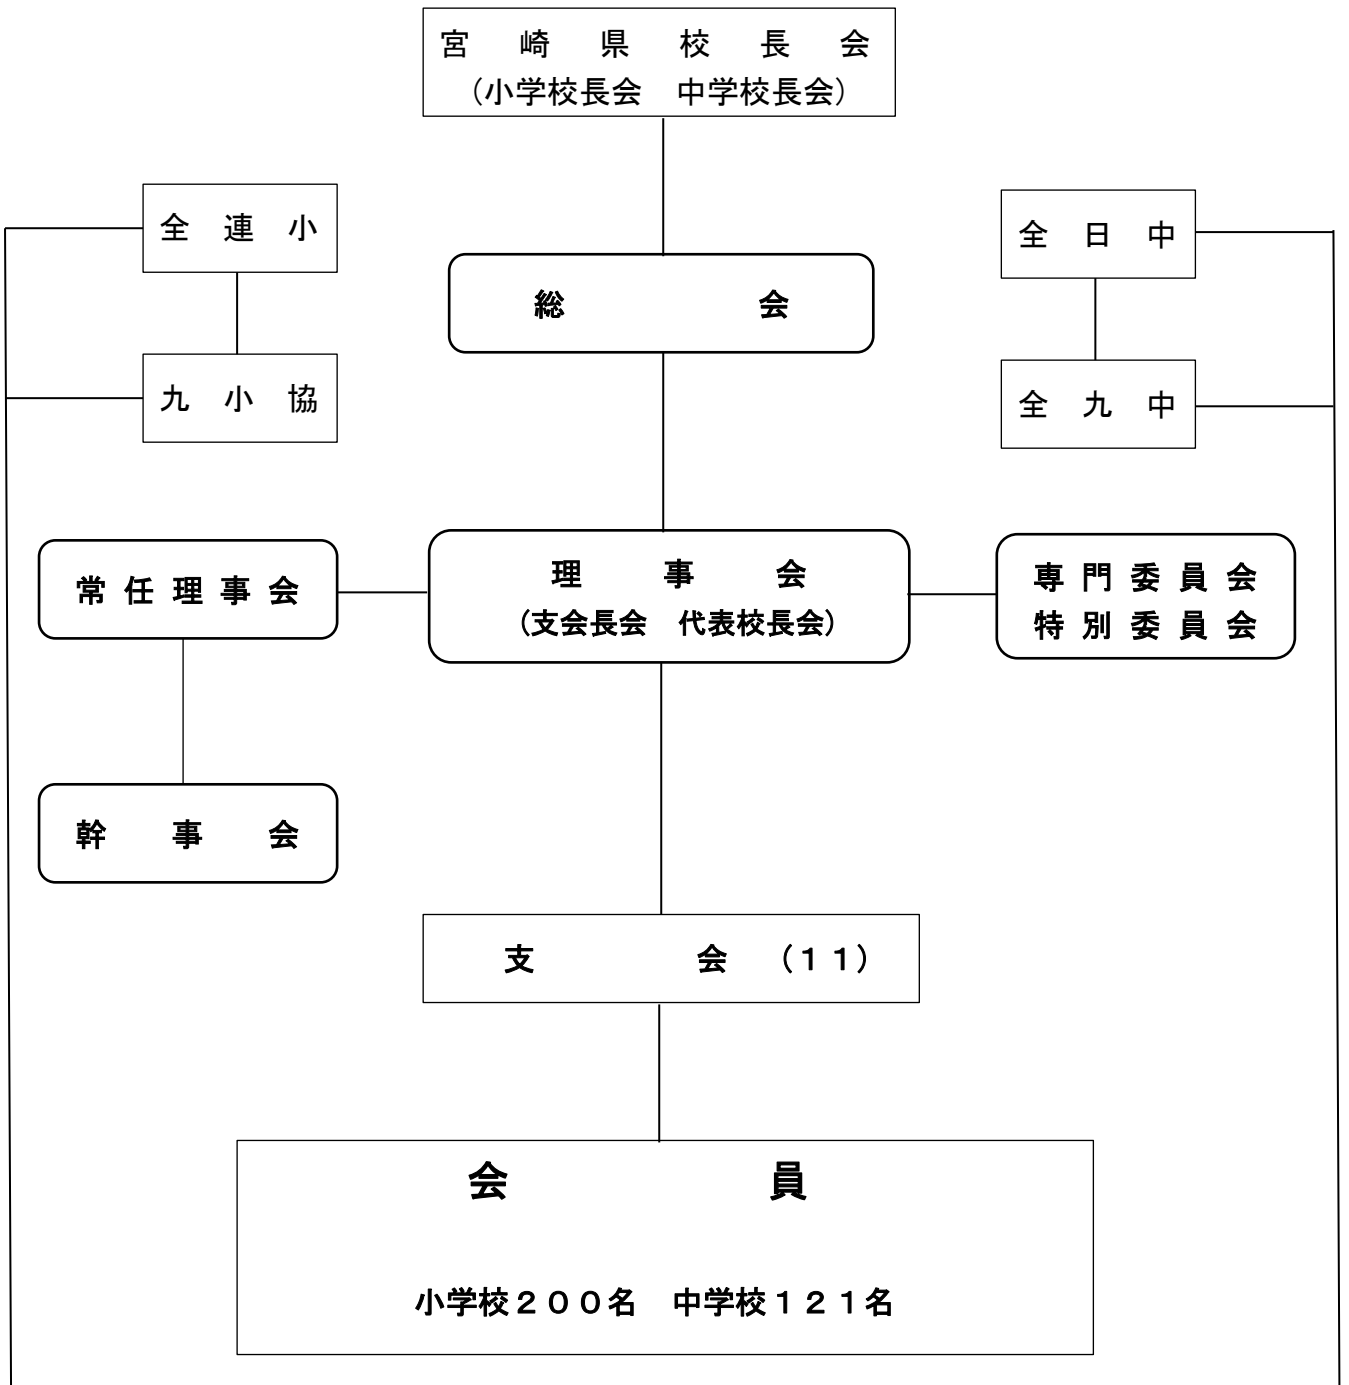 宮崎県校長会
（小学校長会　中学校長会）
全連小
全日中
総会
九小協
全九中
常任理事会
理事会
（支会長会　代表校長会）
専門委員会
特別委員会
幹事会
支会（１１）
会員
小学校２００名　中学校１２１名